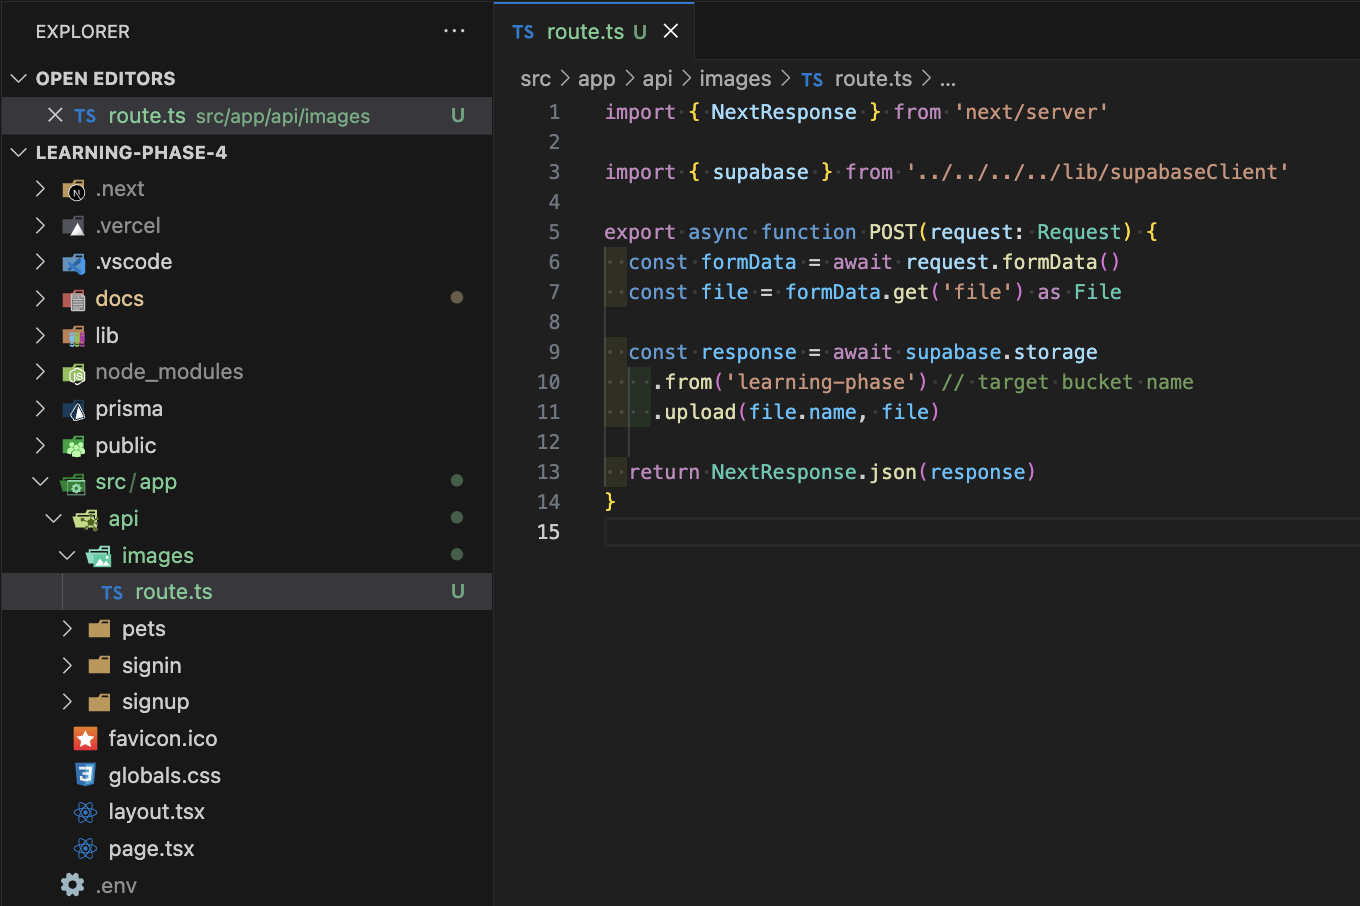 EXPLORER
OPEN EDITORS
TS route.ts src/app/api/images U
LEARNING-PHASE-4
.next
.vercel
.vscode
docs
lib
node_modules
prisma
public
src/app
api
images
TS route.ts U
pets
signin
signup
favicon.ico
globals.css
layout.tsx
page.tsx
.env
TS route.ts U
src > app > api > images > TS route.ts > ...
1 import { NextResponse } from 'next/server'
2
3 import { supabase } from '../../../../lib/supabaseClient'
4
5 export async function POST(request: Request) {
6   const formData = await request.formData()
7   const file = formData.get('file') as File
8
9   const response = await supabase.storage
10     .from('learning-phase') // target bucket name
11     .upload(file.name, file)
12
13   return NextResponse.json(response)
14 }
15